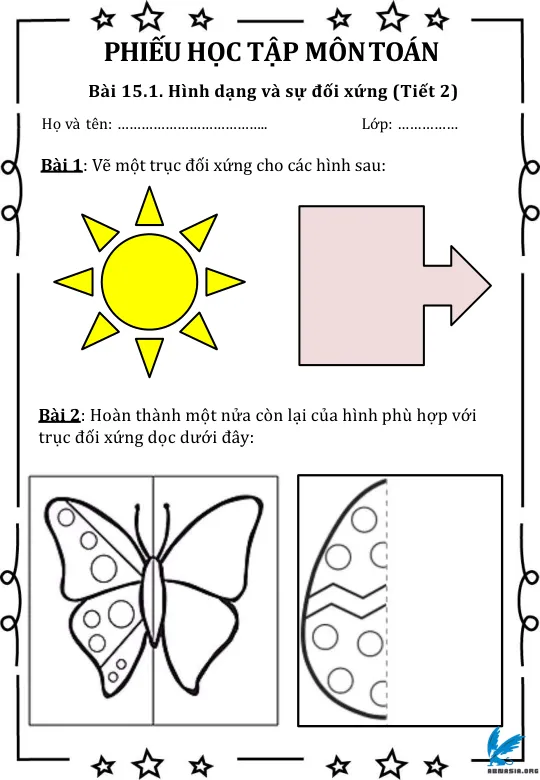 PHIẾU HỌC TẬP MÔN TOÁN
Bài 15.1. Hình dạng và sự đối xứng (Tiết 2)
Họ và tên: ……………………………….. Lớp: ……………
Bài 1: Vẽ một trục đối xứng cho các hình sau:
Bài 2: Hoàn thành một nửa còn lại của hình phù hợp với
trục đối xứng dọc dưới đây: